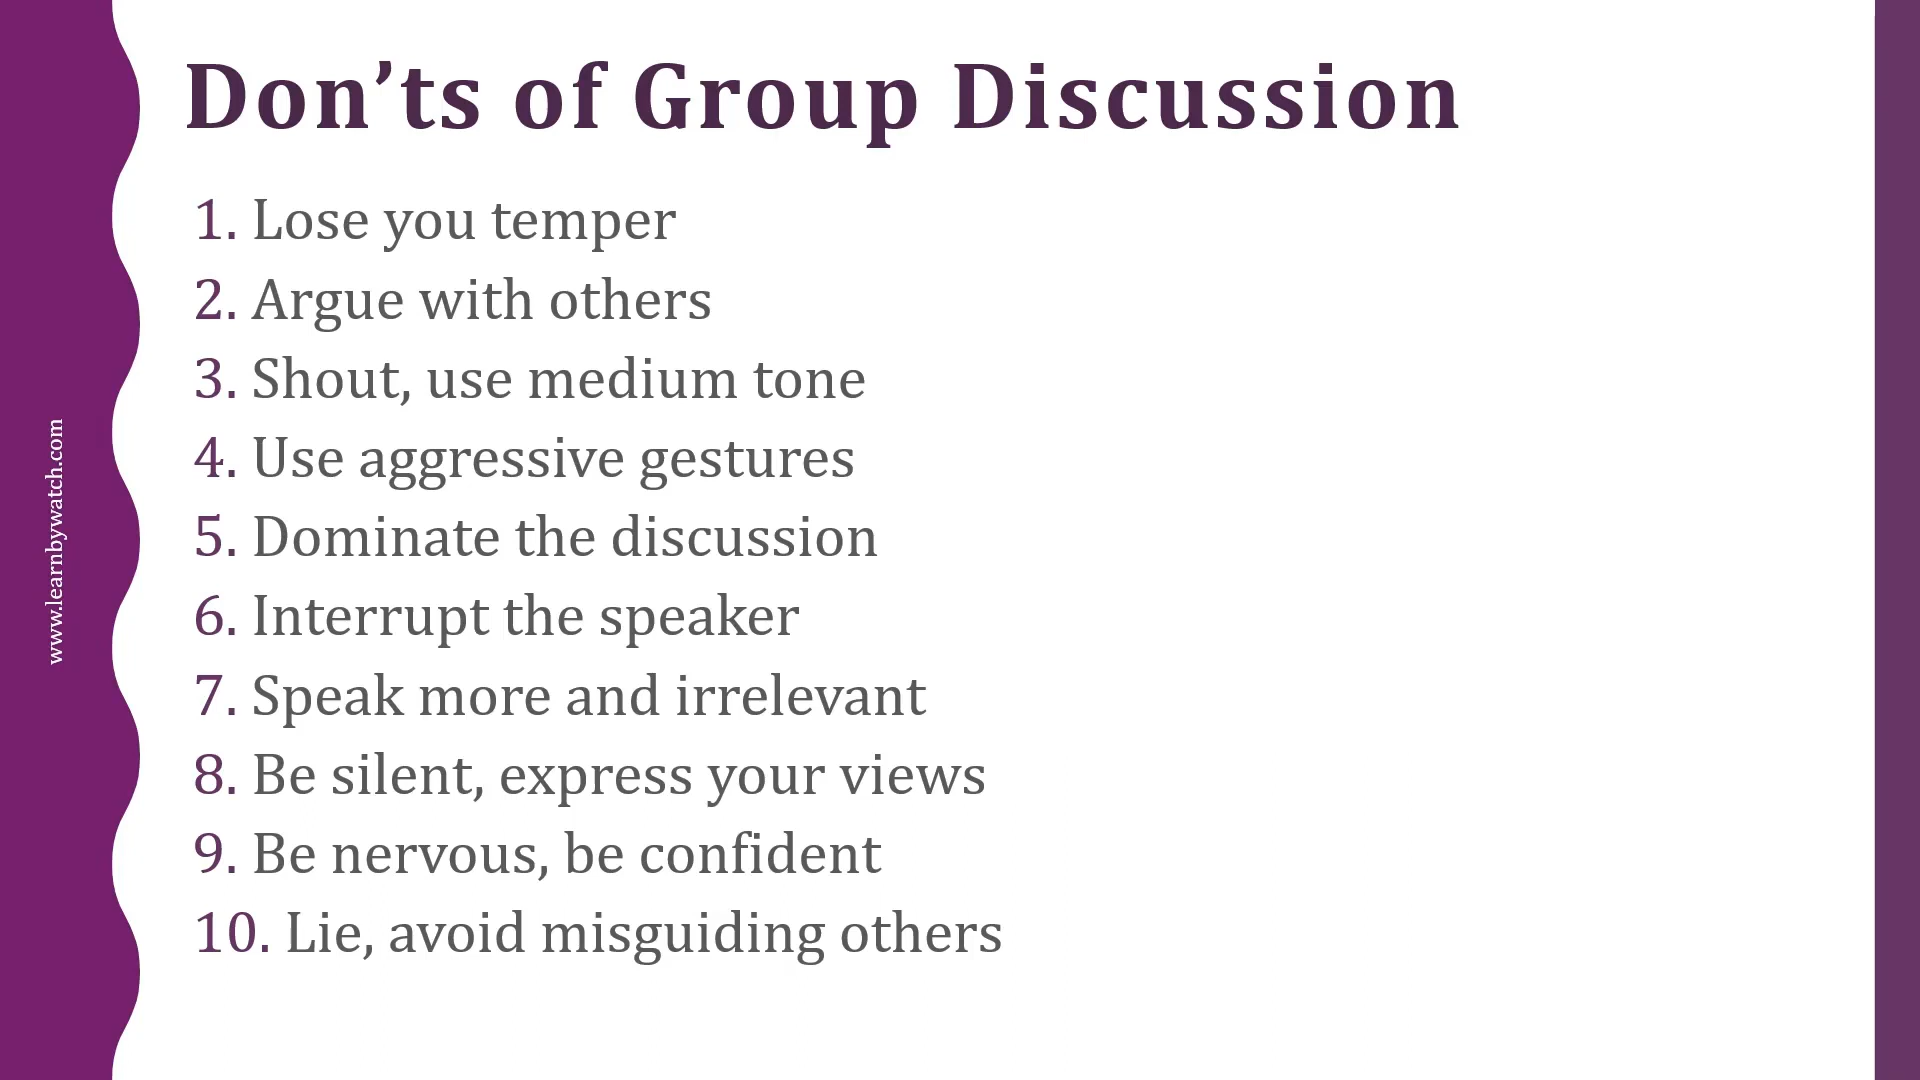 Don’ts of Group Discussion
1. Lose you temper
2. Argue with others
3. Shout, use medium tone
4. Use aggressive gestures
5. Dominate the discussion
6. Interrupt the speaker
7. Speak more and irrelevant
8. Be silent, express your views
9. Be nervous, be confident
10. Lie, avoid misguiding others
www.learnbywatch.com